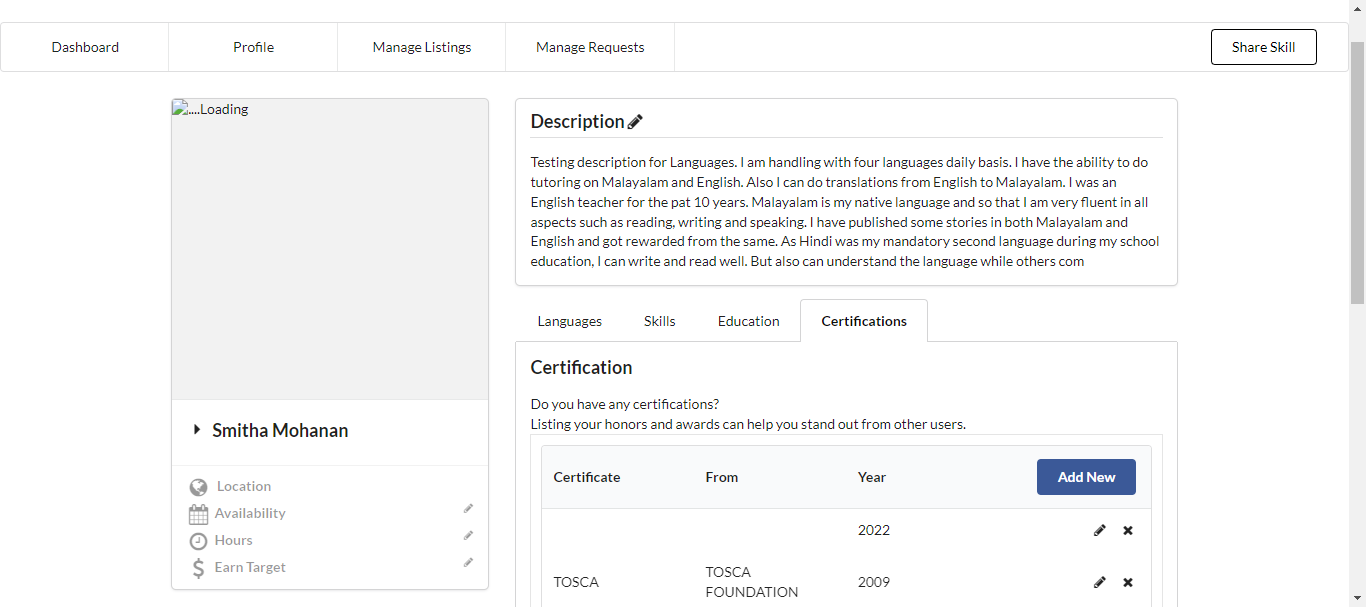 Dashboard
Profile
Manage Listings
Manage Requests
Share Skill
....Loading
Smitha Mohanan
Location
Availability
Hours
Earn Target
Description
Testing description for Languages. I am handling with four languages daily basis. I have the ability to do
tutoring on Malayalam and English. Also I can do translations from English to Malayalam. I was an
English teacher for the pat 10 years. Malayalam is my native language and so that I am very fluent in all
aspects such as reading, writing and speaking. I have published some stories in both Malayalam and
English and got rewarded from the same. As Hindi was my mandatory second language during my school
education, I can write and read well. But also can understand the language while others com
Languages
Skills
Education
Certifications
Certification
Do you have any certifications?
Listing your honors and awards can help you stand out from other users.
Certificate
From
Year
Add New
2022
TOSCA
TOSCA
FOUNDATION
2009